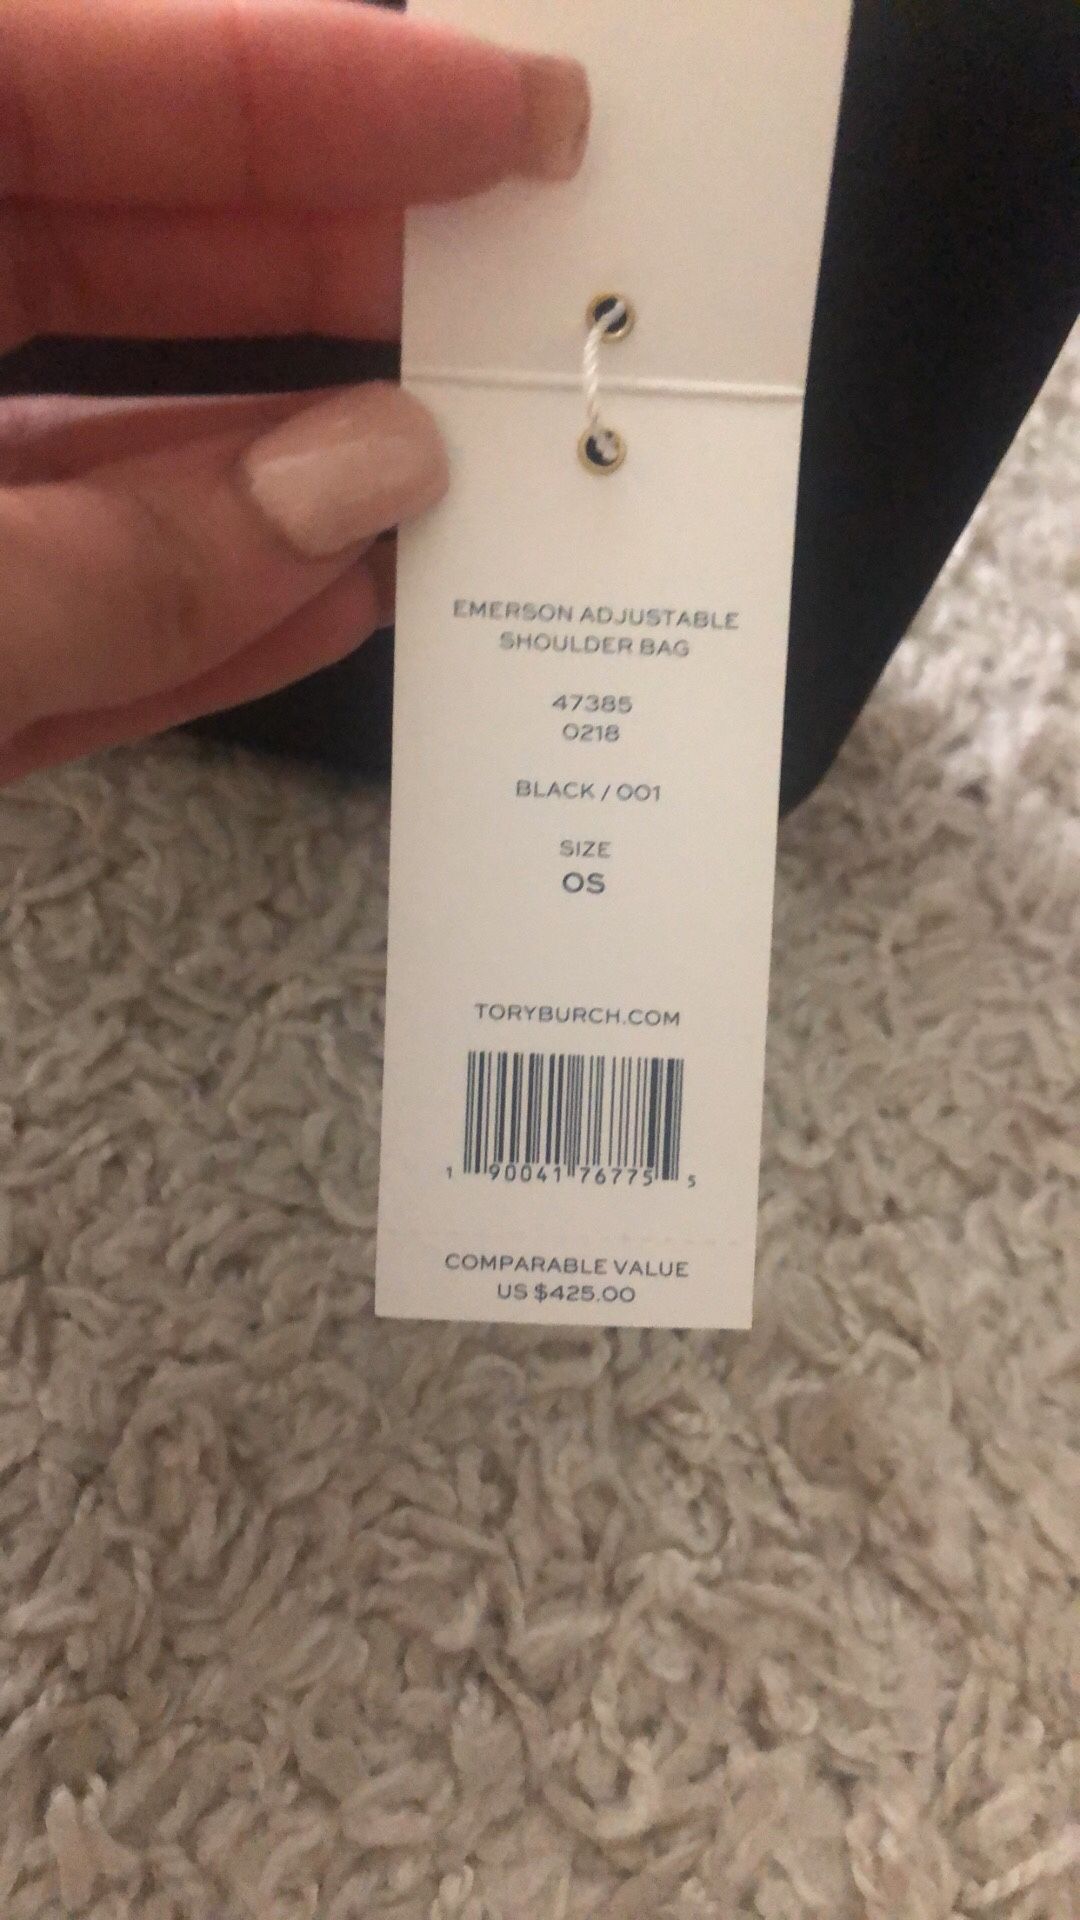 EMERSON ADJUSTABLE
SHOULDER BAG
47385
0218
BLACK / 001
SIZE
OS
TORYBURCH.COM
1 90041 76775 5
COMPARABLE VALUE
US $425.00